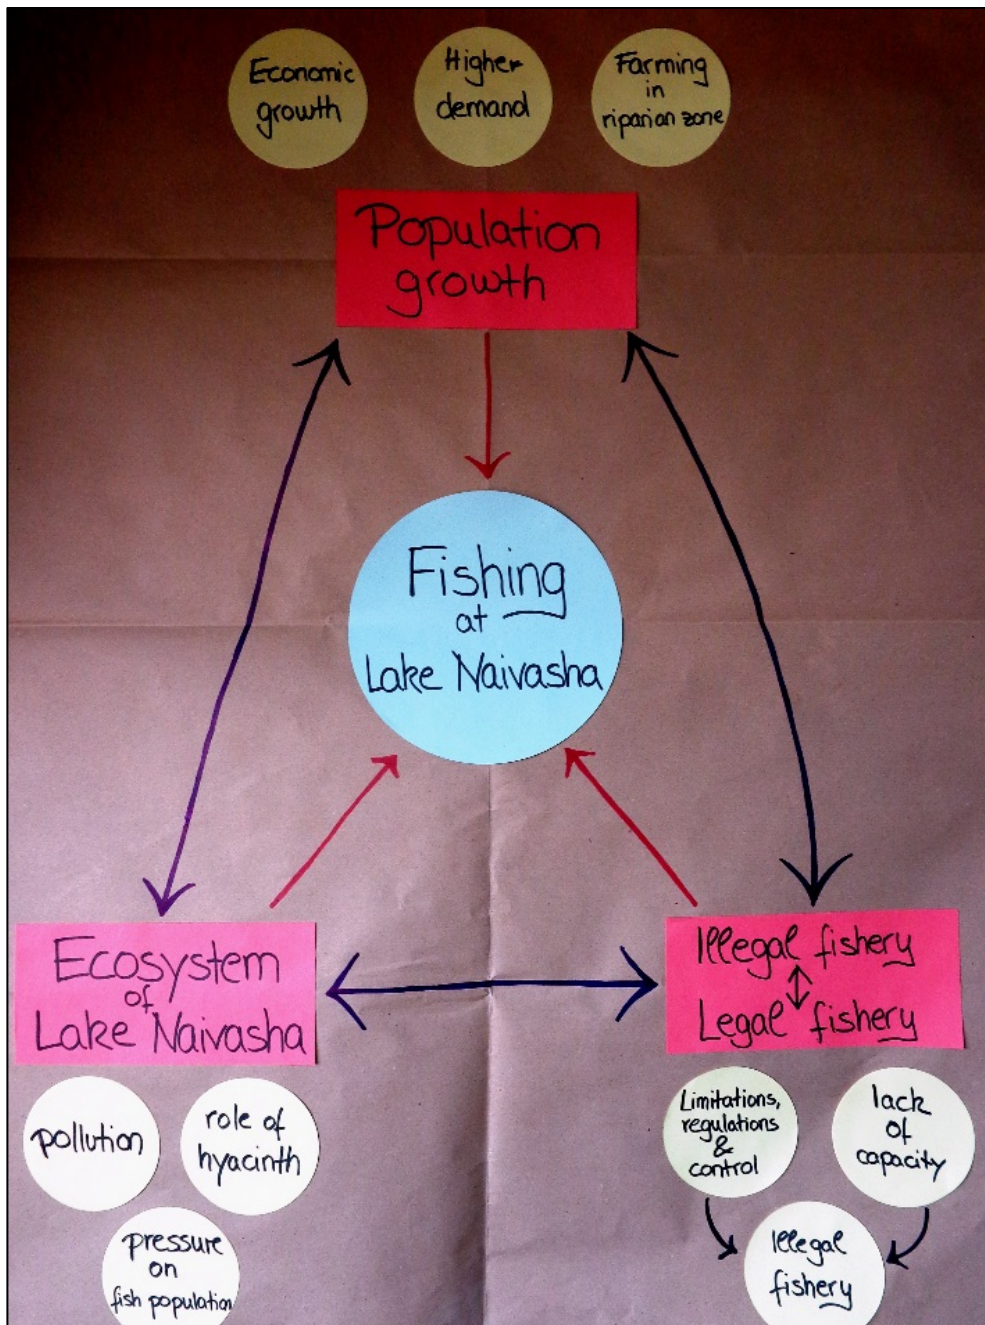 Economic
growth
Higher
demand
Farming
in
riparian zone
Population
growth
Fishing
at
Lake Naivasha
Ecosystem
of
Lake Naivasha
Illegal fishery
Legal fishery
pollution
role of
hyacinth
pressure
on
fish population
Limitations,
regulations
&
control
lack
of
capacity
Illegal
fishery